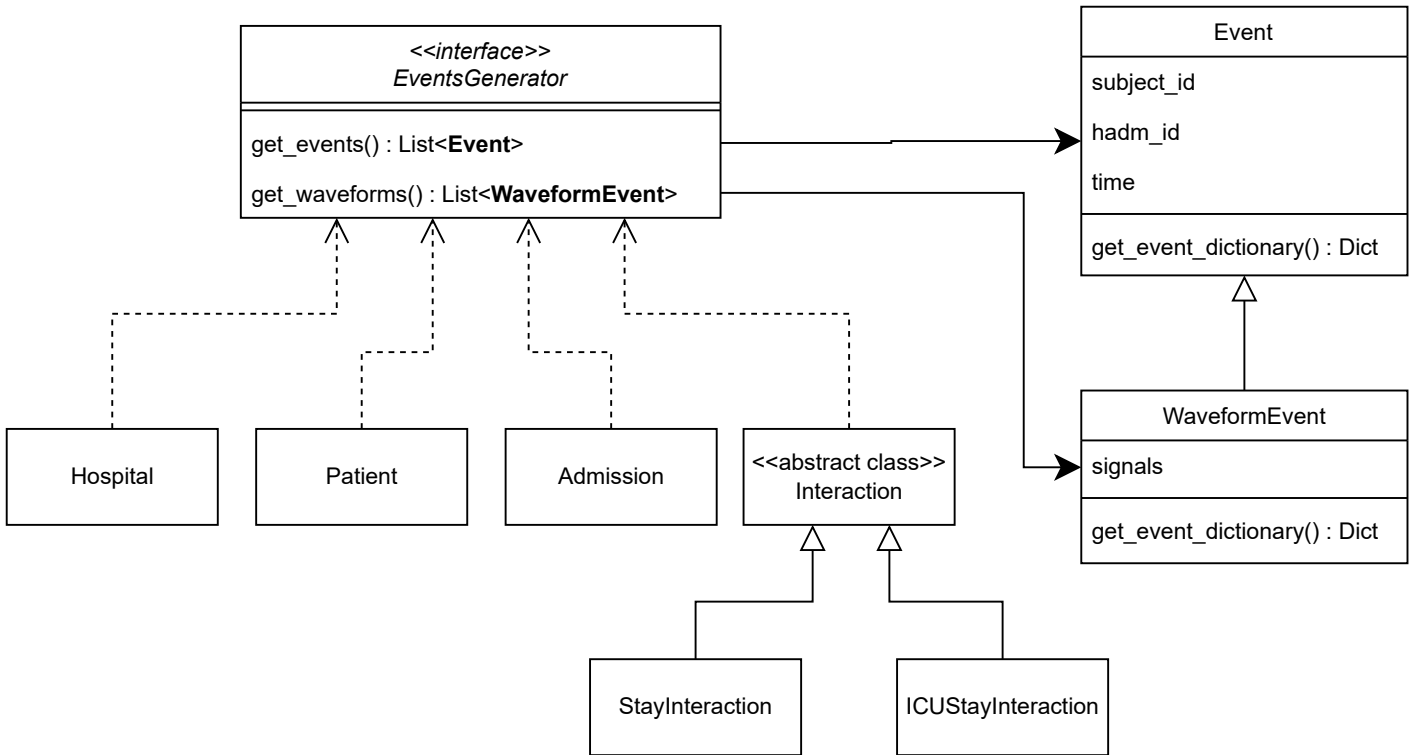 <<interface>>
EventsGenerator
get_events() : List<Event>
get_waveforms() : List<WaveformEvent>
Event
subject_id
hadm_id
time
get_event_dictionary() : Dict
WaveformEvent
signals
get_event_dictionary() : Dict
Hospital
Patient
Admission
<<abstract class>>
Interaction
StayInteraction
ICUStayInteraction